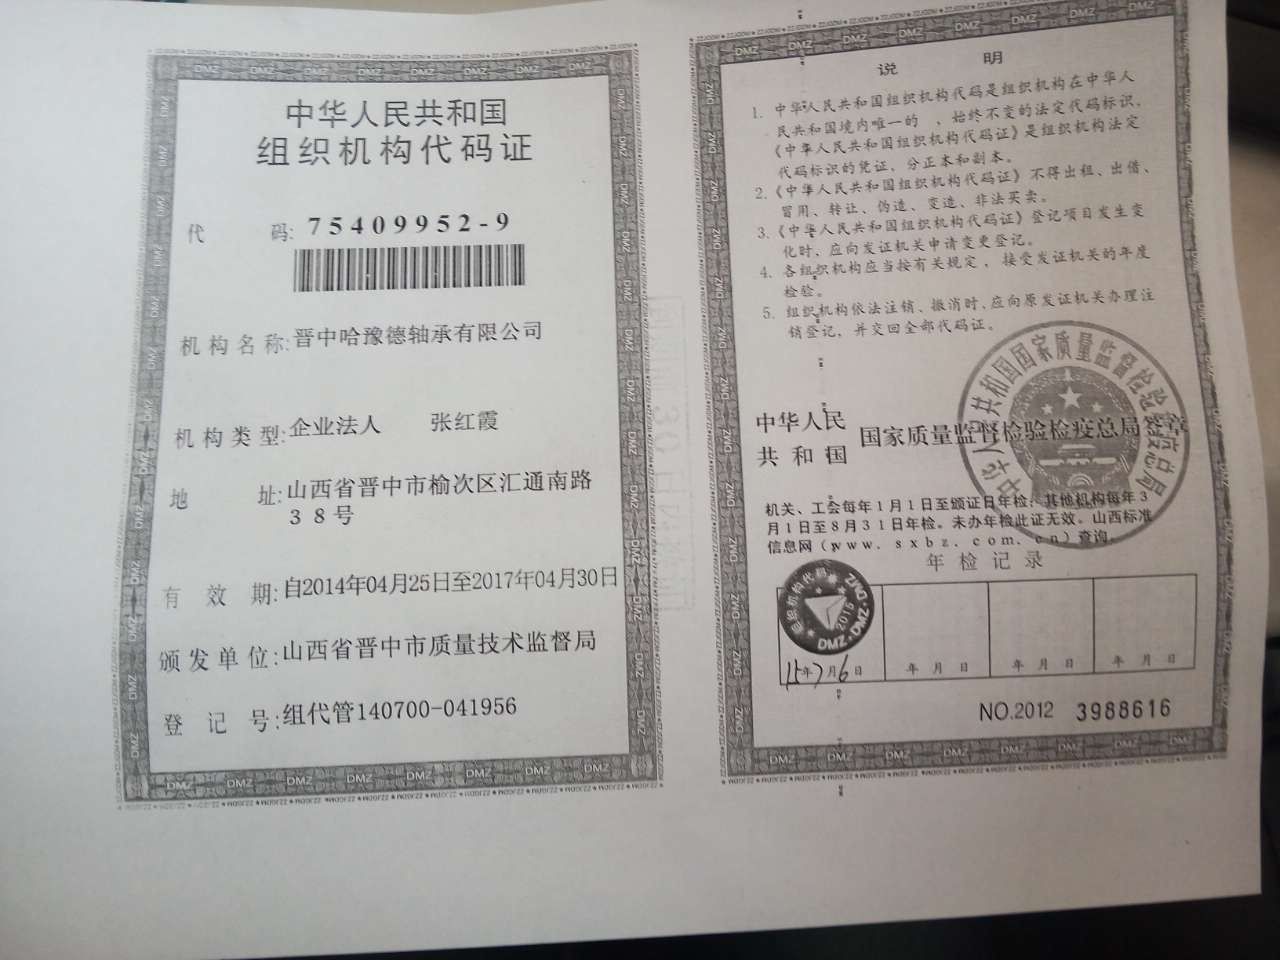 中华人民共和国
组织机构代码证
代 码: 75409952-9
机构名称: 晋中哈豫德轴承有限公司
机构类型: 企业法人 张红霞
地 址: 山西省晋中市榆次区汇通南路
38号
有 效 期: 自2014年04月25日至2017年04月30日
颁发单位: 山西省晋中市质量技术监督局
登 记 号: 组代管140700-041956
说 明
1. 中华人民共和国组织机构代码是组织机构在中华人
民共和国境内唯一的 、始终不变的法定代码标识,
《中华人民共和国组织机构代码证》是组织机构法定
代码标识的凭证, 分正本和副本。
2. 《中华人民共和国组织机构代码证》不得出租、出借、
冒用、转让、伪造、变造、非法买卖。
3. 《中华人民共和国组织机构代码证》登记项目发生变
化时, 应向发证机关申请变更登记。
4. 各组织机构应当按有关规定 , 接受发证机关的年度
检验。
5. 组织机构依法注销、撤消时, 应向原发证机关办理注
销登记, 并交回全部代码证。
中华人民
共 和 国
国家质量监督检验检疫总局签章
机关、工会每年1月1日至颁证日年检; 其他机构每年3
月1日至8月31日年检。未办年检此证无效。山西标准
信息网(www.sxbz.com.cn)查询。
年 检 记 录
组织机构代码
2015
DMZ·DMZ·DMZ
15年7月6日
年 月 日
年 月 日
年 月 日
NO.2012 3988616